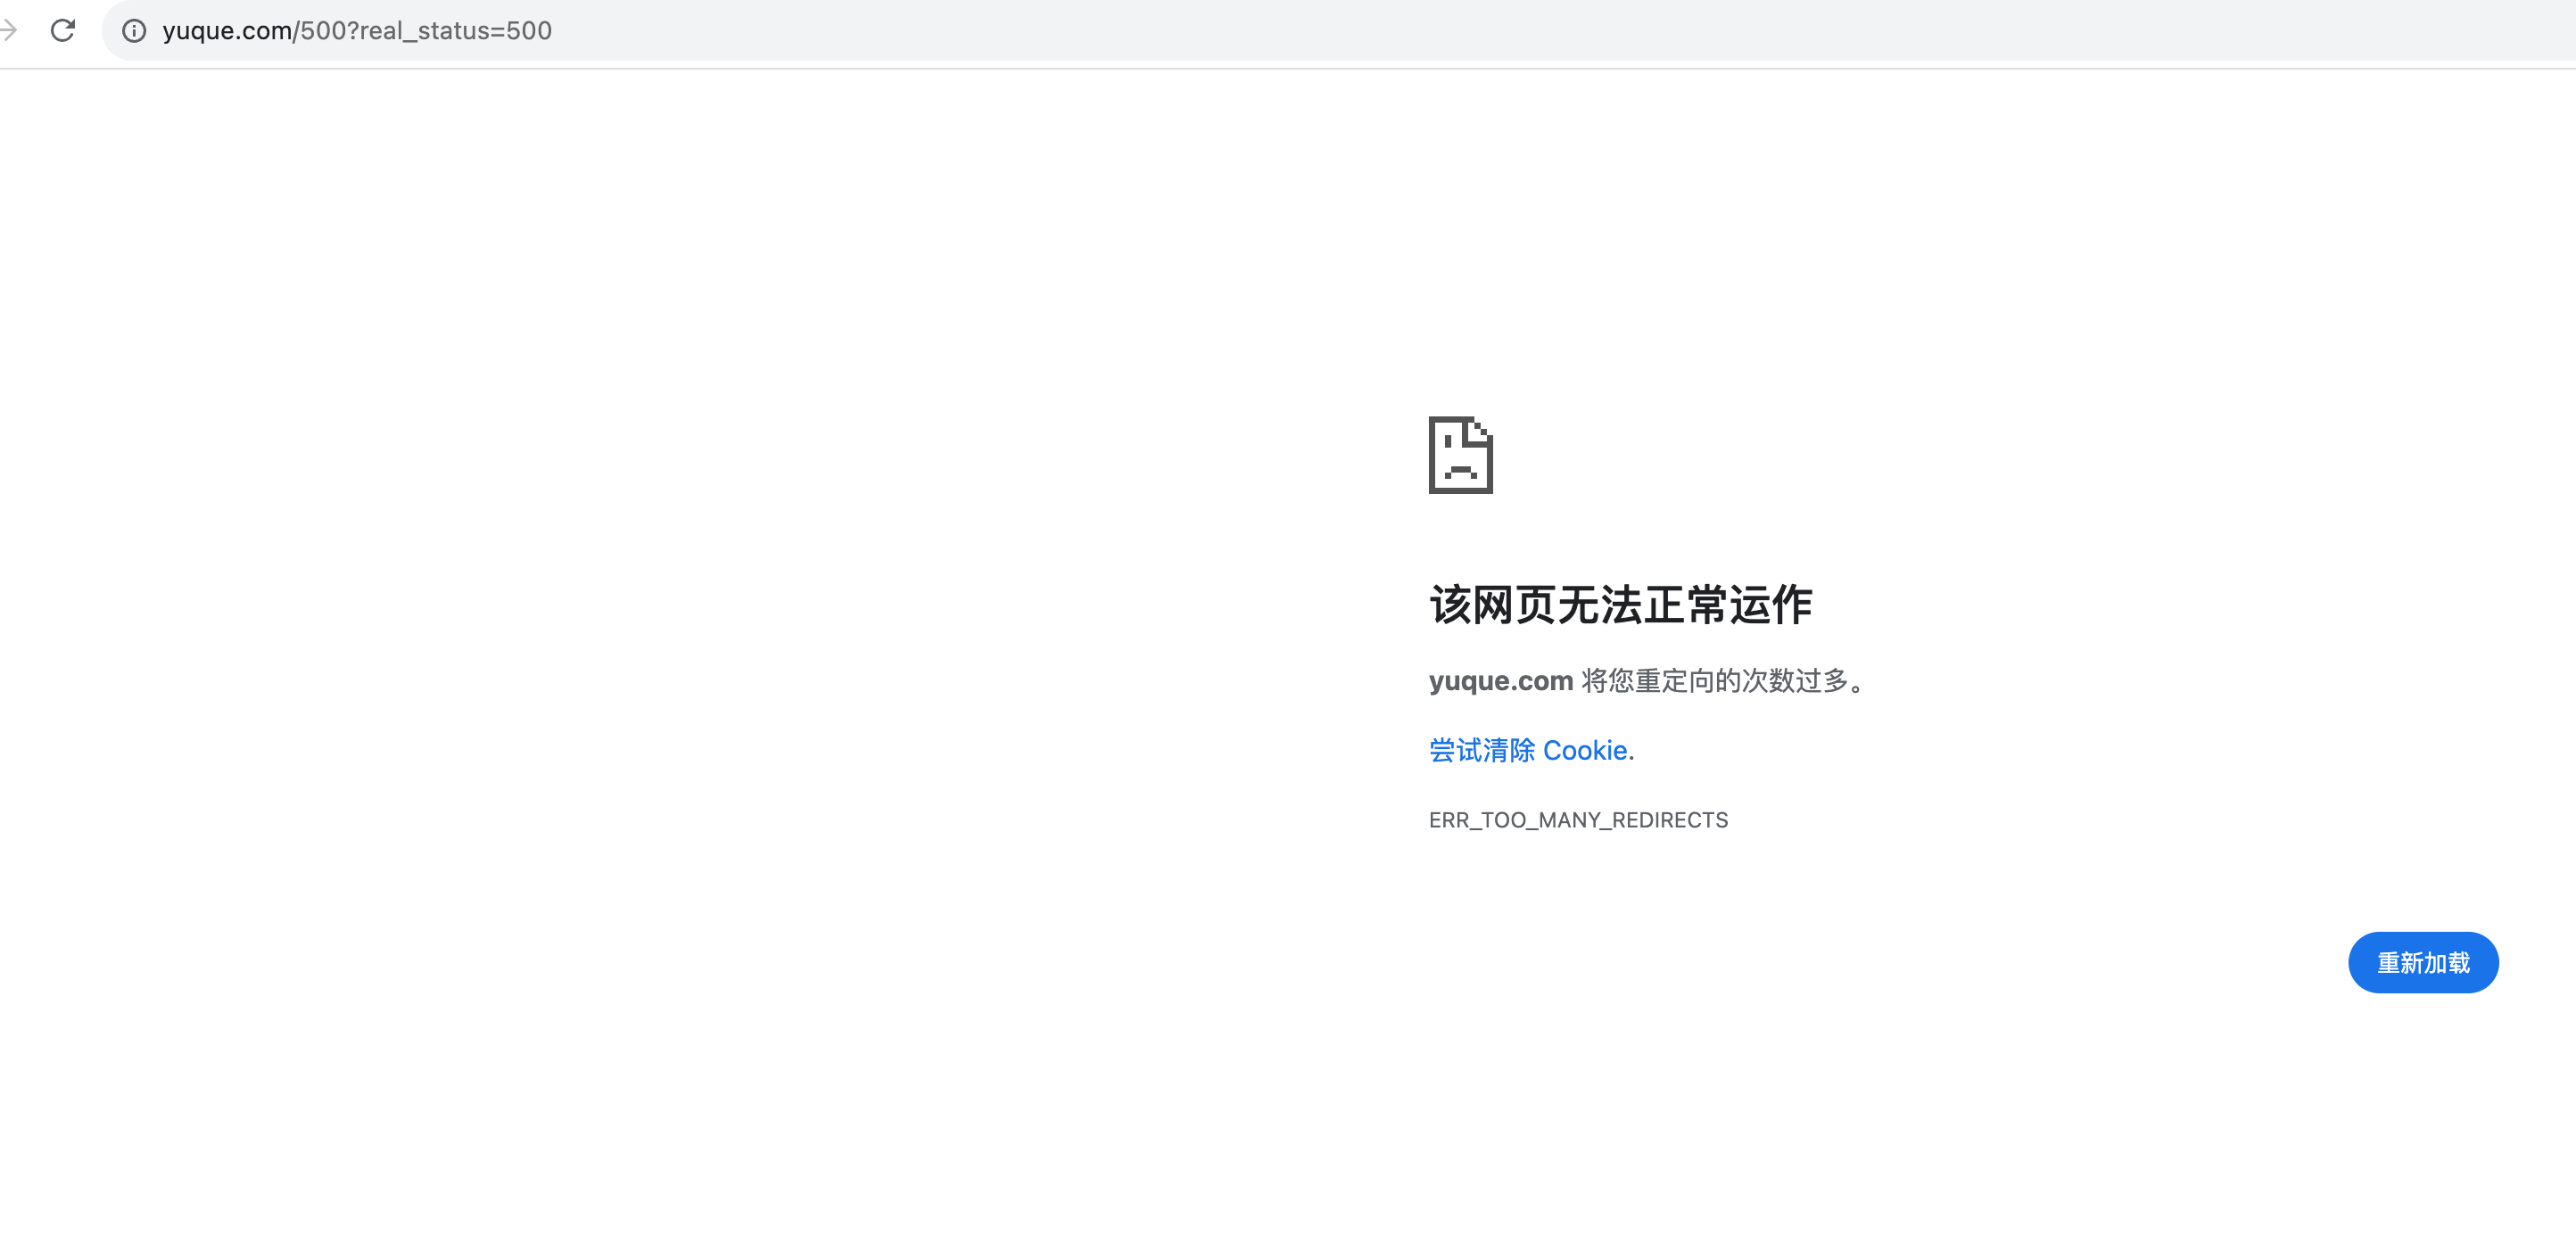 yuque.com/500?real_status=500
该网页无法正常运作
yuque.com 将您重定向的次数过多。
尝试清除 Cookie.
ERR_TOO_MANY_REDIRECTS
重新加载